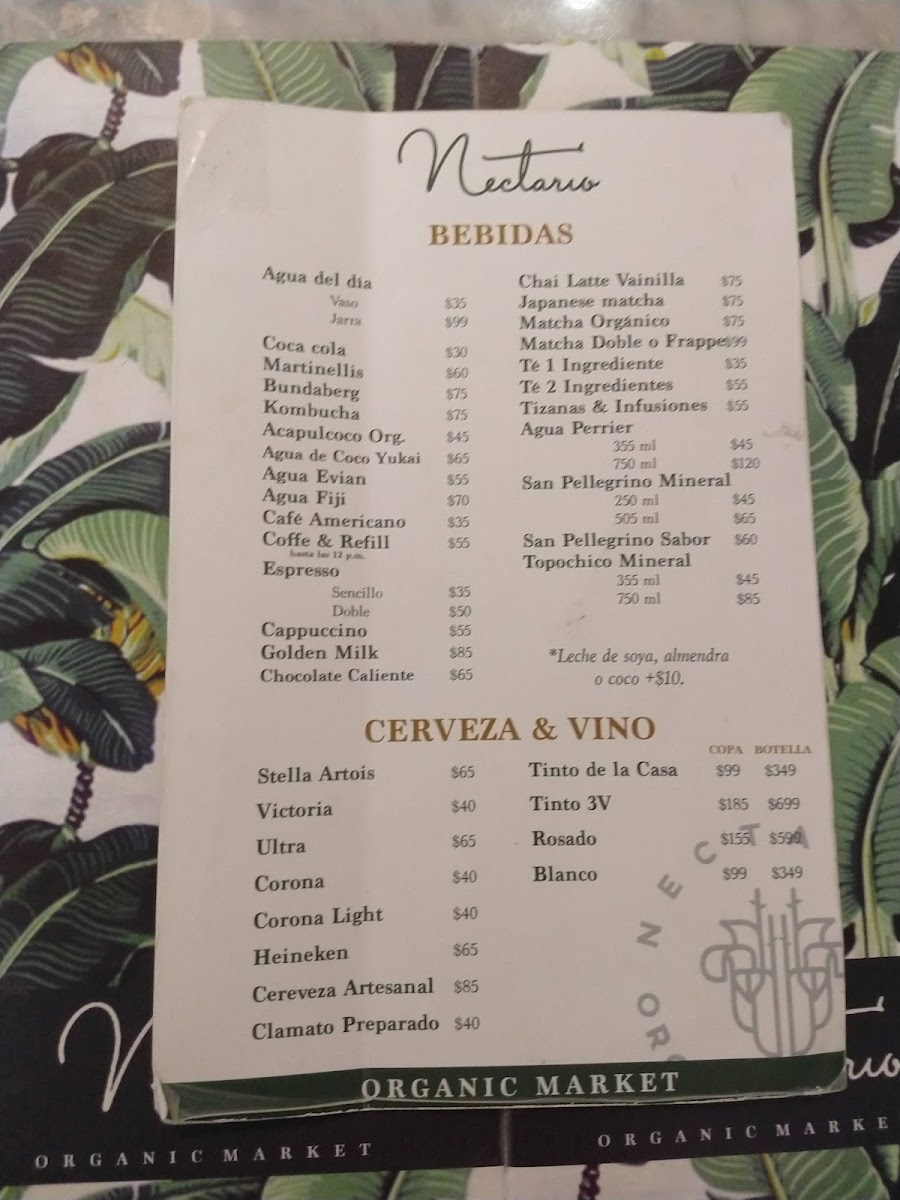 Nectario
BEBIDAS
Agua del dia
Vaso $35
Jarra $99
Coca cola $30
Martinellis $60
Bundaberg $75
Kombucha $75
Acapulcoco Org. $45
Agua de Coco Yukai $65
Agua Evian $55
Agua Fiji $70
Café Americano $35
Coffe & Refill $55
hasta las 12 p.m.
Espresso
Sencillo $35
Doble $50
Cappuccino $55
Golden Milk $85
Chocolate Caliente $65
Chai Latte Vainilla $75
Japanese matcha $75
Matcha Orgánico $75
Matcha Doble o Frappe $99
Té 1 Ingrediente $35
Té 2 Ingredientes $55
Tizanas & Infusiones $55
Agua Perrier
355 ml $45
750 ml $120
San Pellegrino Mineral
250 ml $45
505 ml $65
San Pellegrino Sabor $60
Topochico Mineral
355 ml $45
750 ml $85
*Leche de soya, almendra
o coco +$10.
CERVEZA & VINO
Stella Artois $65
Victoria $40
Ultra $65
Corona $40
Corona Light $40
Heineken $65
Cereveza Artesanal $85
Clamato Preparado $40
COPA BOTELLA
Tinto de la Casa $99 $349
Tinto 3V $185 $699
Rosado $155 $599
Blanco $99 $349
ORO NECTA
ORGANIC MARKET
ORGANIC MARKET
ORGANIC MARKE